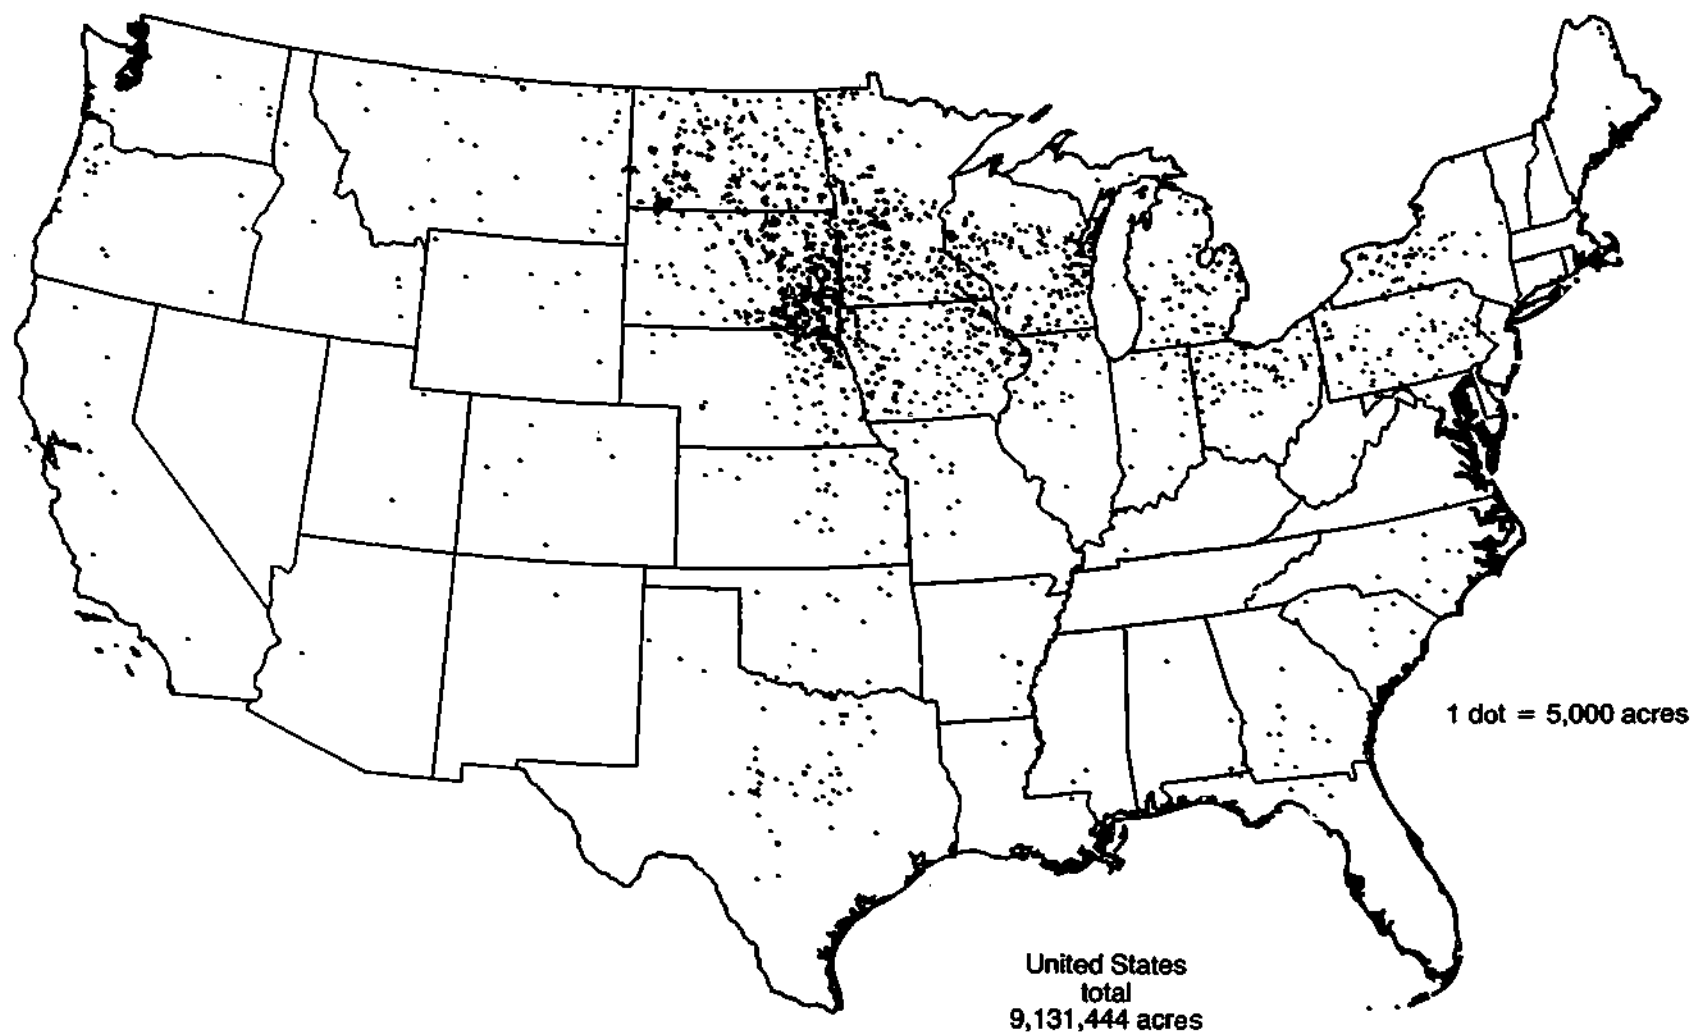 1 dot = 5,000 acres
United States
total
9,131,444 acres